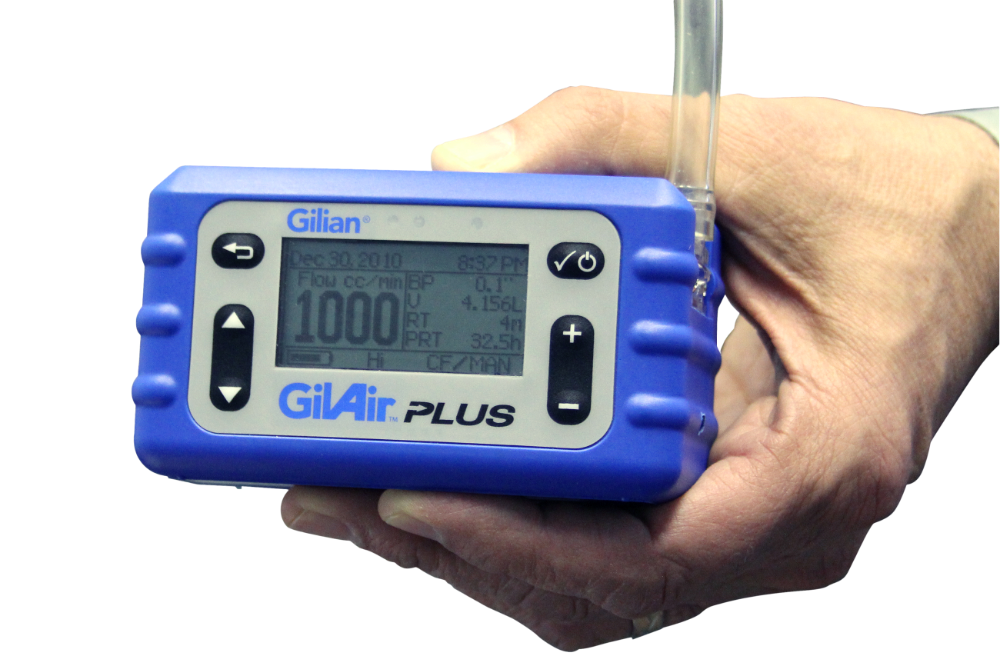 Gilian®
Dec 30, 2010 8:37 PM
Flow cc/min
1000
BP 0.1"
V 4.156L
RT 4m
PRT 32.5h
Hi CF/MAN
GilAir™ PLUS